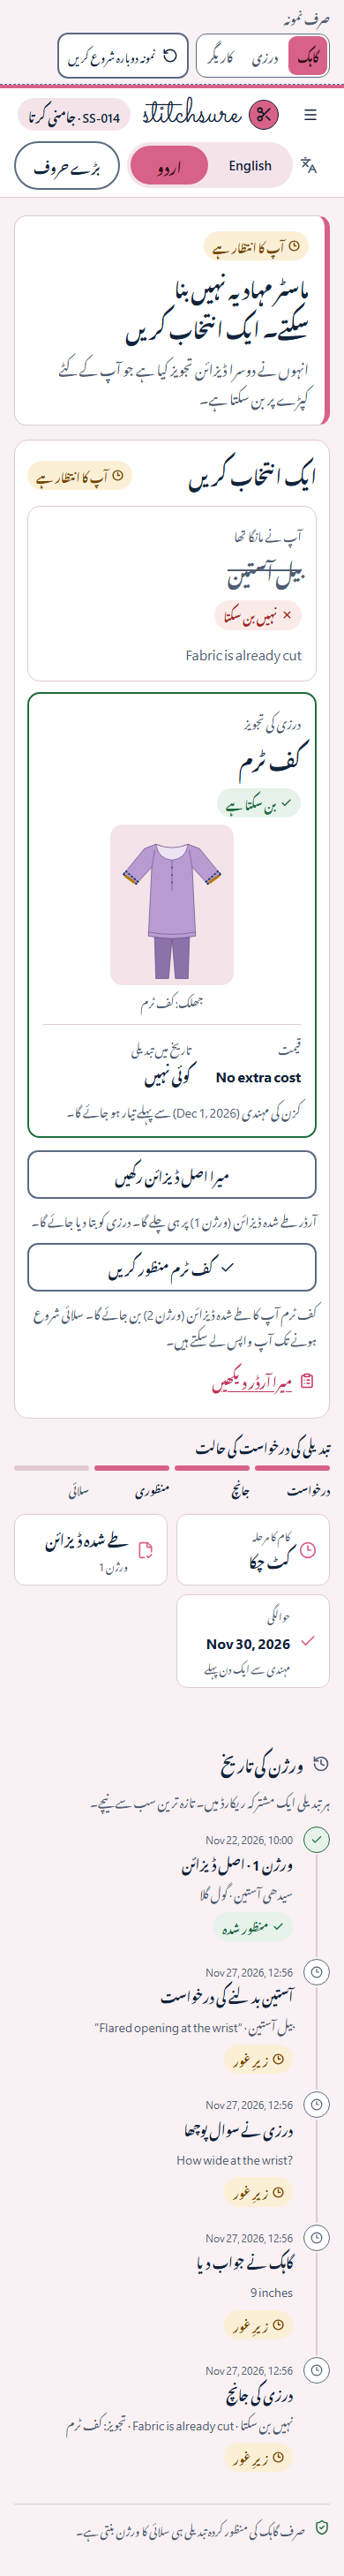 صرف نمونہ
گاہک
درزی
کاریگر
نمونہ دوبارہ شروع کریں
stitchsure
SS-014 · جامنی کرتا
English
اردو
بڑے حروف
آپ کا انتظار ہے
ماسٹر مہاد یہ نہیں بنا
سکتے۔ ایک انتخاب کریں
انہوں نے دوسرا ڈیزائن تجویز کیا ہے جو آپ کے کٹے
کپڑے پر بن سکتا ہے۔
ایک انتخاب کریں
آپ کا انتظار ہے
آپ نے مانگا تھا
بیل آستین
نہیں بن سکتا
Fabric is already cut
درزی کی تجویز
کف ٹرم
بن سکتا ہے
جھلک: کف ٹرم
قیمت
تاریخ میں تبدیلی
No extra cost
کوئی نہیں
کزن کی مہندی (Dec 1, 2026) سے پہلے تیار ہو جائے گا۔
میرا اصل ڈیزائن رکھیں
آرڈر طے شدہ ڈیزائن (ورژن 1) پر ہی چلے گا۔ درزی کو بتا دیا جائے گا۔
کف ٹرم منظور کریں
کف ٹرم آپ کا طے شدہ ڈیزائن (ورژن 2) بن جائے گا۔ سلائی شروع
ہونے تک آپ واپس لے سکتے ہیں۔
میرا آرڈر دیکھیں
تبدیلی کی درخواست کی حالت
درخواست
جانچ
منظوری
سلائی
کام کا مرحلہ
کٹ چکا
طے شدہ ڈیزائن
ورژن 1
حوالگی
Nov 30, 2026
مہندی سے ایک دن پہلے
ورژن کی تاریخ
ہر تبدیلی ایک مشترکہ ریکارڈ میں۔ تازہ ترین سب سے نیچے۔
Nov 22, 2026, 10:00
ورژن 1 · اصل ڈیزائن
سیدھی آستین · گول گلا
منظور شدہ
Nov 27, 2026, 12:56
آستین بدلنے کی درخواست
بیل آستین · "Flared opening at the wrist"
زیر غور
Nov 27, 2026, 12:56
درزی نے سوال پوچھا
How wide at the wrist?
زیر غور
Nov 27, 2026, 12:56
گاہک نے جواب دیا
9 inches
زیر غور
Nov 27, 2026, 12:56
درزی کی جانچ
نہیں بن سکتا · Fabric is already cut · تجویز: کف ٹرم
زیر غور
صرف گاہک کی منظور کردہ تبدیلی ہی سلائی کا ورژن بنتی ہے۔